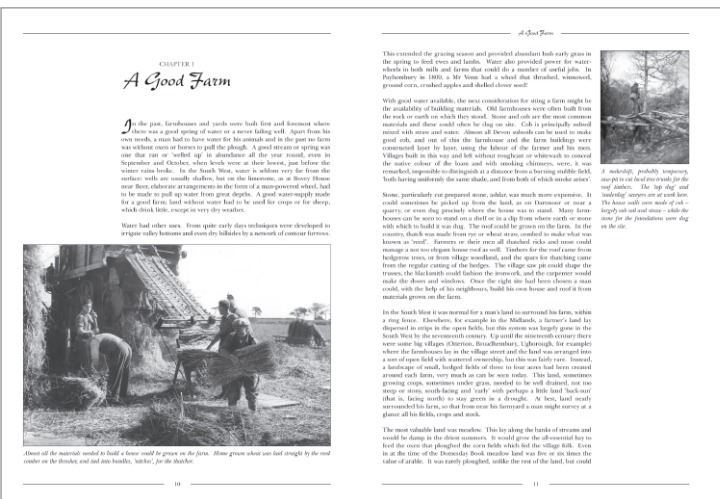 CHAPTER 1
A Good Farm
In the past, farmhouses and yards were built first and foremost where
there was a good spring of water or a never failing well. Apart from his
own needs, a man had to have water for his animals and in the past no farm
was without oxen or horses to pull the plough. A good stream or spring was
one that ran or 'welled up' in abundance all the year round, even in
September and October, when levels were at their lowest, just before the
winter rains broke. In the South West, water is seldom very far from the
surface: wells are usually shallow, but on the limestone, as at Bovey House
near Beer, elaborate arrangements in the form of a man-powered wheel, had
to be made to pull up water from great depths. A good water-supply made
for a good farm; land without water had to be used for crops or for sheep,
which drink little, except in very dry weather.
Water had other uses. From quite early days techniques were developed to
irrigate valley bottoms and even dry hillsides by a network of contour furrows.
Almost all the materials needed to build a house could be grown on the farm. Home grown wheat was laid straight by the reed
comber on the thresher, and tied into bundles, 'nitches', for the thatcher.
10
A Good Farm
This extended the grazing season and provided abundant lush early grass in
the spring to feed ewes and lambs. Water also provided power for water-
wheels in both mills and farms that could do a number of useful jobs. In
Payhembury in 1800, a Mr Venn had a wheel that thrashed, winnowed,
ground corn, crushed apples and shelled clover seed!
With good water available, the next consideration for siting a farm might be
the availability of building materials. Old farmhouses were often built from
the rock or earth on which they stood. Stone and cob are the most common
materials and these could often be dug on site. Cob is principally subsoil
mixed with straw and water. Almost all Devon subsoils can be used to make
good cob, and out of this the farmhouse and the farm buildings were
constructed layer by layer, using the labour of the farmer and his men.
Villages built in this way and left without roughcast or whitewash to conceal
the native colour of the loam and with smoking chimneys, were, it was
remarked, impossible to distinguish at a distance from a burning stubble field,
'both having uniformly the same shade, and from both of which smoke arises'.
Stone, particularly cut prepared stone, ashlar, was much more expensive. It
could sometimes be picked up from the land, as on Dartmoor or near a
quarry, or even dug precisely where the house was to stand. Many farm-
houses can be seen to stand on a shelf or in a dip from where earth or stone
with which to build it was dug. The roof could be grown on the farm. In the
country, thatch was made from rye or wheat straw, combed to make what was
known as 'reed'. Farmers or their men all thatched ricks and most could
manage a not too elegant house roof as well. Timbers for the roof came from
hedgerow trees, or from village woodland, and the spars for thatching came
from the regular cutting of the hedges. The village saw pit could shape the
trusses, the blacksmith could fashion the ironwork, and the carpenter would
make the doors and windows. Once the right site had been chosen a man
could, with the help of his neighbours, build his own house and roof it from
materials grown on the farm.
In the South West it was normal for a man's land to surround his farm, within
a ring fence. Elsewhere, for example in the Midlands, a farmer's land lay
dispersed in strips in the open fields, but this system was largely gone in the
South West by the seventeenth century. Up until the nineteenth century there
were some big villages (Otterton, Broadhembury, Ugborough, for example)
where the farmhouses lay in the village street and the land was arranged into
a sort of open field with scattered ownership, but this was fairly rare. Instead,
a landscape of small, hedged fields of three to four acres had been created
around each farm, very much as can be seen today. This land, sometimes
growing crops, sometimes under grass, needed to be well drained, not too
steep or stony, south-facing and 'early' with perhaps a little land 'back-sun'
(that is, facing north) to stay green in a drought. At best, land neatly
surrounded his farm, so that from near his farmyard a man might survey at a
glance all his fields, crops and stock.
The most valuable land was meadow. This lay along the banks of streams and
would be damp in the driest summers. It would grow the all-essential hay to
feed the oxen that ploughed the corn fields which fed the village folk. Even
in at the time of the Domesday Book meadow land was five or six times the
value of arable. It was rarely ploughed, unlike the rest of the land, but could
A makeshift, probably temporary,
saw-pit to cut local tree trunks for the
roof timbers. The 'top dog' and
'underdog' sawyers are at work here.
The house walls were made of cob –
largely sub soil and straw – while the
stone for the foundations were dug
on the site.
11